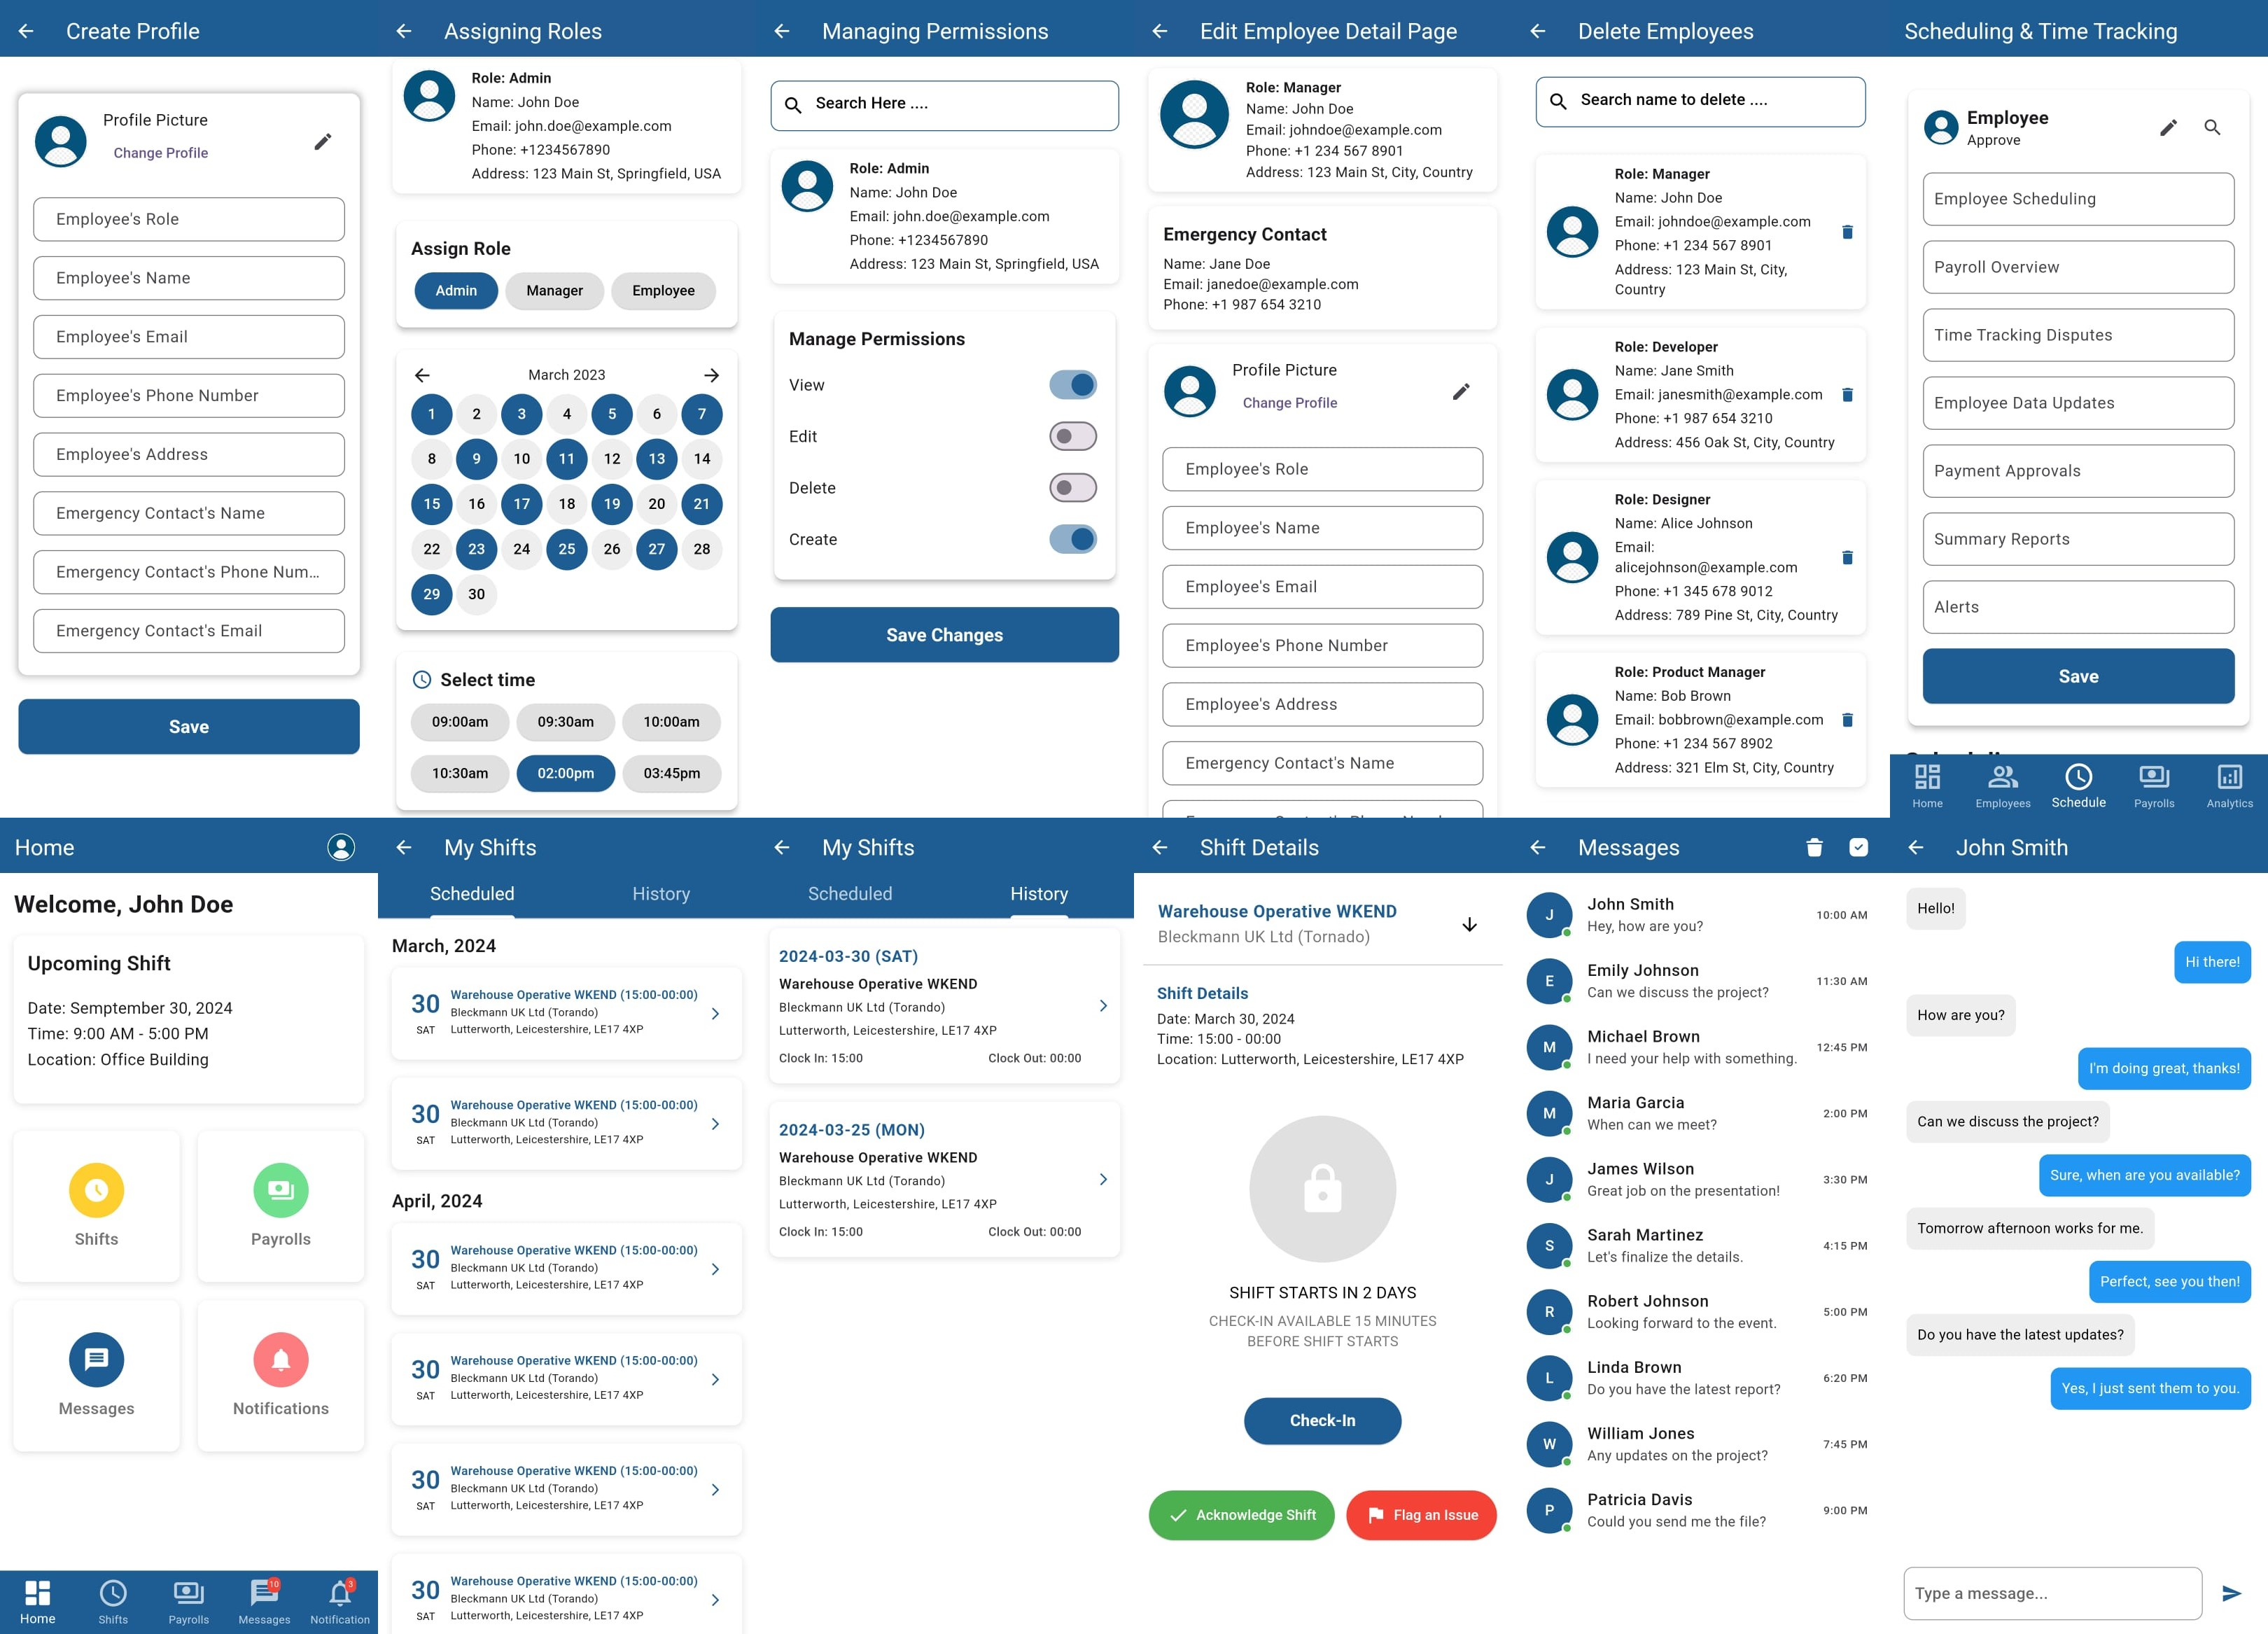 Create Profile
Profile Picture
Change Profile
Employee's Role
Employee's Name
Employee's Email
Employee's Phone Number
Employee's Address
Emergency Contact's Name
Emergency Contact's Phone Num...
Emergency Contact's Email
Save
Assigning Roles
Role: Admin
Name: John Doe
Email: john.doe@example.com
Phone: +1234567890
Address: 123 Main St, Springfield, USA
Assign Role
Admin Manager Employee
March 2023
1 2 3 4 5 6 7
8 9 10 11 12 13 14
15 16 17 18 19 20 21
22 23 24 25 26 27 28
29 30
Select time
09:00am 09:30am 10:00am
10:30am 02:00pm 03:45pm
Managing Permissions
Search Here ....
Role: Admin
Name: John Doe
Email: john.doe@example.com
Phone: +1234567890
Address: 123 Main St, Springfield, USA
Manage Permissions
View
Edit
Delete
Create
Save Changes
Edit Employee Detail Page
Role: Manager
Name: John Doe
Email: johndoe@example.com
Phone: +1 234 567 8901
Address: 123 Main St, City, Country
Emergency Contact
Name: Jane Doe
Email: janedoe@example.com
Phone: +1 987 654 3210
Profile Picture
Change Profile
Employee's Role
Employee's Name
Employee's Email
Employee's Phone Number
Employee's Address
Emergency Contact's Name
Delete Employees
Search name to delete ....
Role: Manager
Name: John Doe
Email: johndoe@example.com
Phone: +1 234 567 8901
Address: 123 Main St, City,
Country
Role: Developer
Name: Jane Smith
Email: janesmith@example.com
Phone: +1 987 654 3210
Address: 456 Oak St, City, Country
Role: Designer
Name: Alice Johnson
Email:
alicejohnson@example.com
Phone: +1 345 678 9012
Address: 789 Pine St, City, Country
Role: Product Manager
Name: Bob Brown
Email: bobbrown@example.com
Phone: +1 234 567 8902
Address: 321 Elm St, City, Country
Scheduling & Time Tracking
Employee
Approve
Employee Scheduling
Payroll Overview
Time Tracking Disputes
Employee Data Updates
Payment Approvals
Summary Reports
Alerts
Save
Home Employees Schedule Payrolls Analytics
Home
Welcome, John Doe
Upcoming Shift
Date: Semptember 30, 2024
Time: 9:00 AM - 5:00 PM
Location: Office Building
Shifts Payrolls
Messages Notifications
10 3
Home Shifts Payrolls Messages Notification
My Shifts
Scheduled History
March, 2024
30 Warehouse Operative WKEND (15:00-00:00)
Bleckmann UK Ltd (Torando)
SAT Lutterworth, Leicestershire, LE17 4XP
30 Warehouse Operative WKEND (15:00-00:00)
Bleckmann UK Ltd (Torando)
SAT Lutterworth, Leicestershire, LE17 4XP
April, 2024
30 Warehouse Operative WKEND (15:00-00:00)
Bleckmann UK Ltd (Torando)
SAT Lutterworth, Leicestershire, LE17 4XP
30 Warehouse Operative WKEND (15:00-00:00)
Bleckmann UK Ltd (Torando)
SAT Lutterworth, Leicestershire, LE17 4XP
30 Warehouse Operative WKEND (15:00-00:00)
Bleckmann UK Ltd (Torando)
SAT Lutterworth, Leicestershire, LE17 4XP
30 Warehouse Operative WKEND (15:00-00:00)
Bleckmann UK Ltd (Torando)
SAT Lutterworth, Leicestershire, LE17 4XP
My Shifts
Scheduled History
2024-03-30 (SAT)
Warehouse Operative WKEND
Bleckmann UK Ltd (Torando)
Lutterworth, Leicestershire, LE17 4XP
Clock In: 15:00 Clock Out: 00:00
2024-03-25 (MON)
Warehouse Operative WKEND
Bleckmann UK Ltd (Torando)
Lutterworth, Leicestershire, LE17 4XP
Clock In: 15:00 Clock Out: 00:00
Shift Details
Warehouse Operative WKEND
Bleckmann UK Ltd (Tornado)
Shift Details
Date: March 30, 2024
Time: 15:00 - 00:00
Location: Lutterworth, Leicestershire, LE17 4XP
SHIFT STARTS IN 2 DAYS
CHECK-IN AVAILABLE 15 MINUTES
BEFORE SHIFT STARTS
Check-In
Acknowledge Shift Flag an Issue
Messages
J John Smith 10:00 AM
Hey, how are you?
E Emily Johnson 11:30 AM
Can we discuss the project?
M Michael Brown 12:45 PM
I need your help with something.
M Maria Garcia 2:00 PM
When can we meet?
J James Wilson 3:30 PM
Great job on the presentation!
S Sarah Martinez 4:15 PM
Let's finalize the details.
R Robert Johnson 5:00 PM
Looking forward to the event.
L Linda Brown 6:20 PM
Do you have the latest report?
W William Jones 7:45 PM
Any updates on the project?
P Patricia Davis 9:00 PM
Could you send me the file?
John Smith
Hello!
Hi there!
How are you?
I'm doing great, thanks!
Can we discuss the project?
Sure, when are you available?
Tomorrow afternoon works for me.
Perfect, see you then!
Do you have the latest updates?
Yes, I just sent them to you.
Type a message...